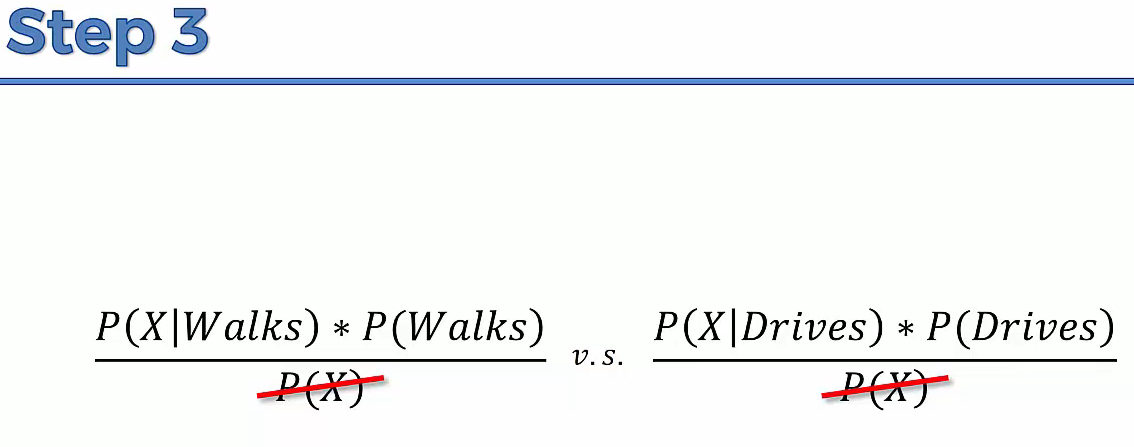 Step 3
P(X|Walks) * P(Walks)
P(X)
v.s.
P(X|Drives) * P(Drives)
P(X)